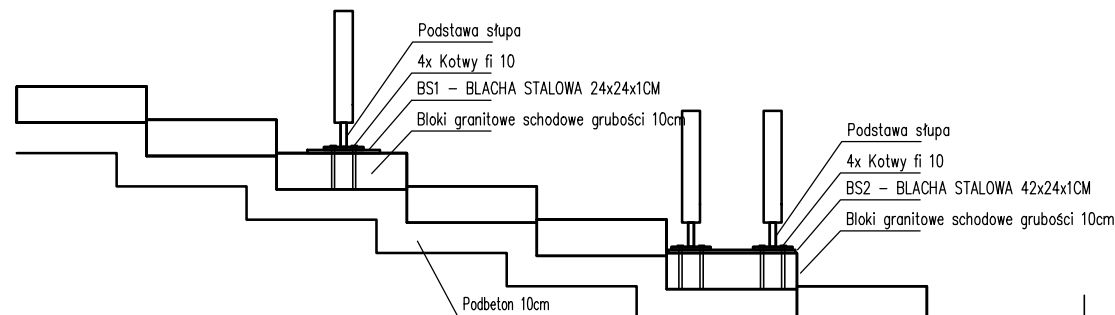 Podstawa słupa
4x Kotwy fi 10
BS1 – BLACHA STALOWA 24x24x1CM
Bloki granitowe schodowe grubości 10cm
Podstawa słupa
4x Kotwy fi 10
BS2 – BLACHA STALOWA 42x24x1CM
Bloki granitowe schodowe grubości 10cm
Podbeton 10cm